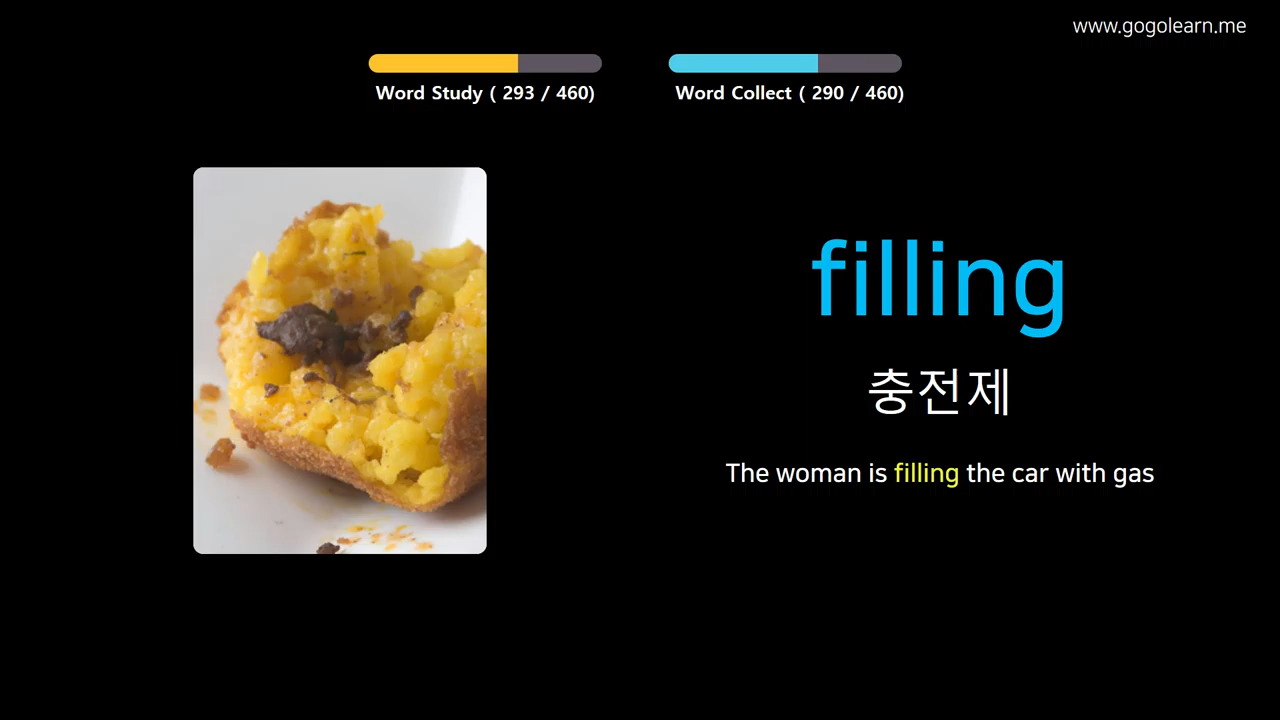 www.gogolearn.me
Word Study ( 293 / 460)
Word Collect ( 290 / 460)
filling
충전제
The woman is filling the car with gas